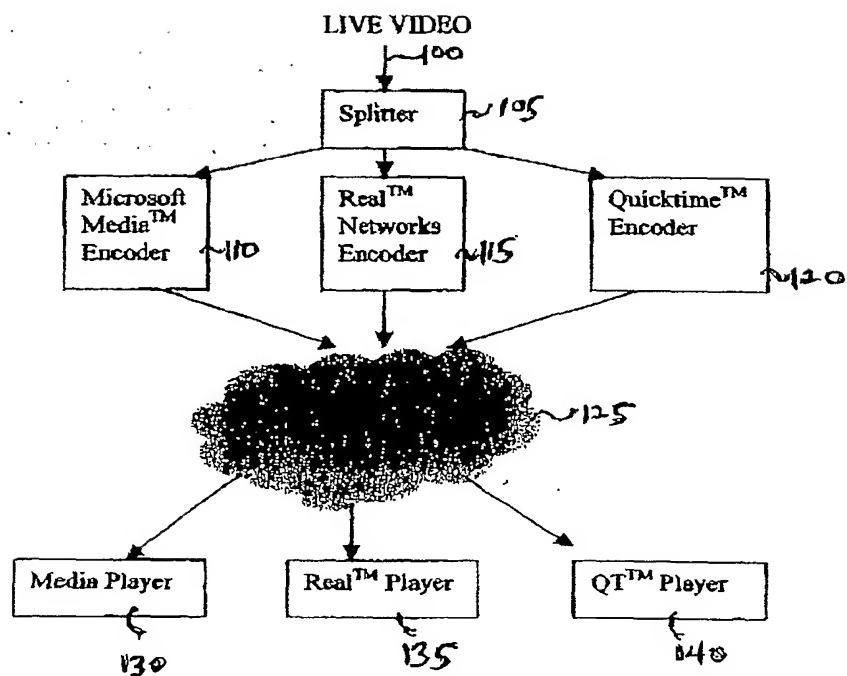 LIVE VIDEO
100
Splitter
105
Microsoft
Media™
Encoder
110
Real™
Networks
Encoder
115
Quicktime™
Encoder
120
125
Media Player
Real™ Player
QT™ Player
130
135
140